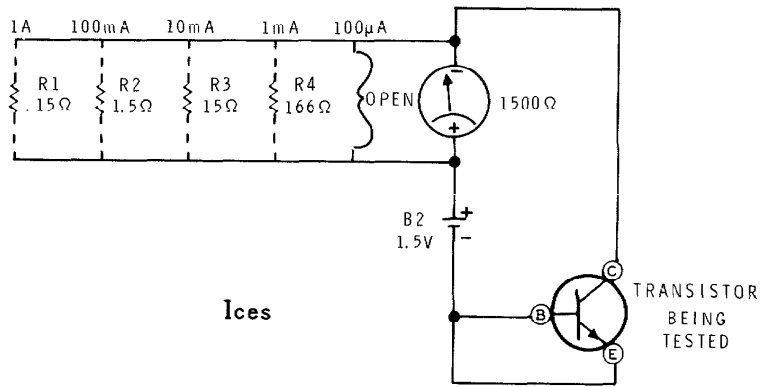 1A 100mA 10mA 1mA 100µA
R1 R2 R3 R4
.15Ω 1.5Ω 15Ω 166Ω
OPEN
-
+
1500Ω
B2
1.5V
+
-
Ices
C
B
E
TRANSISTOR
BEING
TESTED